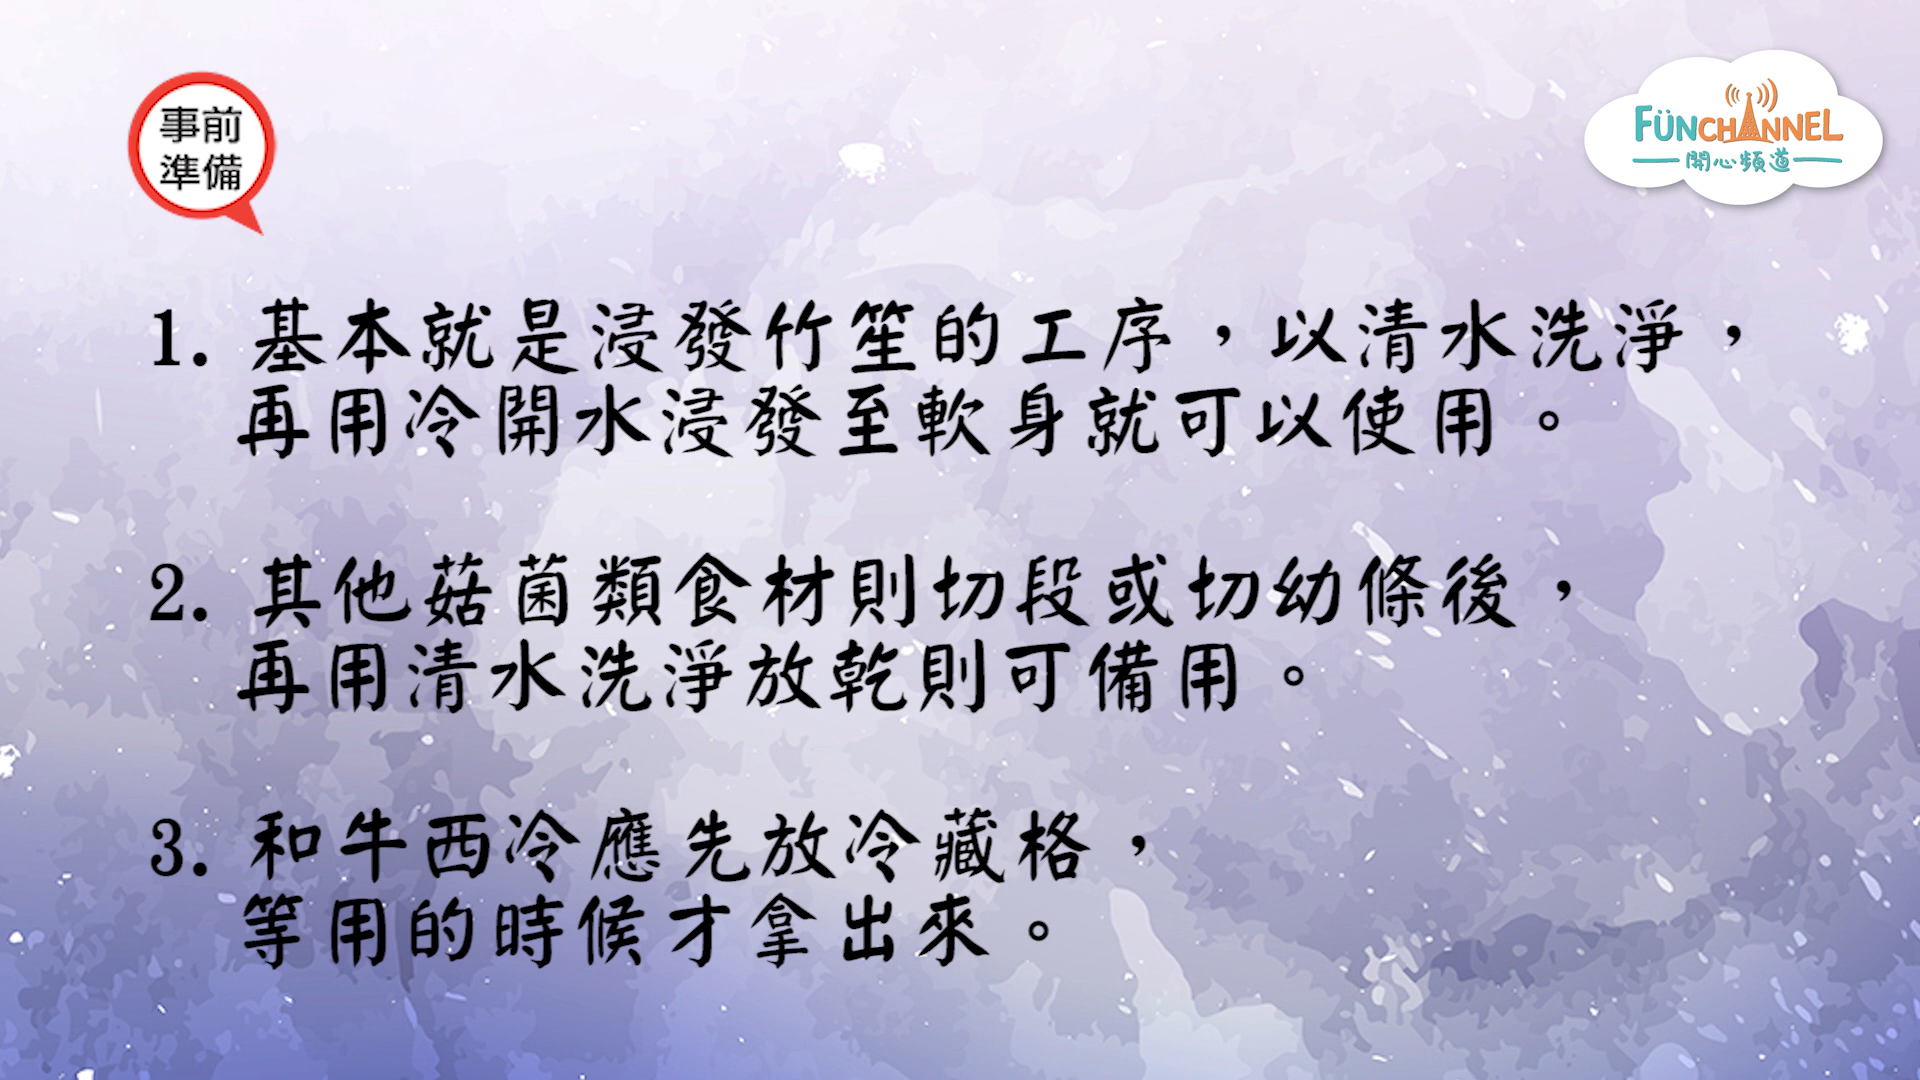 事前
準備
FÜNCHANNEL
開心頻道
1. 基本就是浸發竹笙的工序，以清水洗淨，
再用冷開水浸發至軟身就可以使用。
2. 其他菇菌類食材則切段或切幼條後，
再用清水洗淨放乾則可備用。
3. 和牛西冷應先放冷藏格，
等用的時候才拿出來。